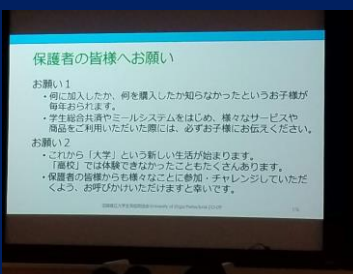 保護者の皆様へお願い
お願い1
・何に加入したか、何を購入したか知らなかったというお子様が
毎年おられます。
・学生総合共済やミールシステムをはじめ、様々なサービスや
商品をご利用いただいた際には、必ずお子様にお伝えください。
お願い2
・これから「大学」という新しい生活が始まります。
「高校」では体験できなかったこともたくさんあります。
・保護者の皆様からも様々なことに参加・チャレンジしていただ
くよう、お呼びかけいただけますと幸いです。